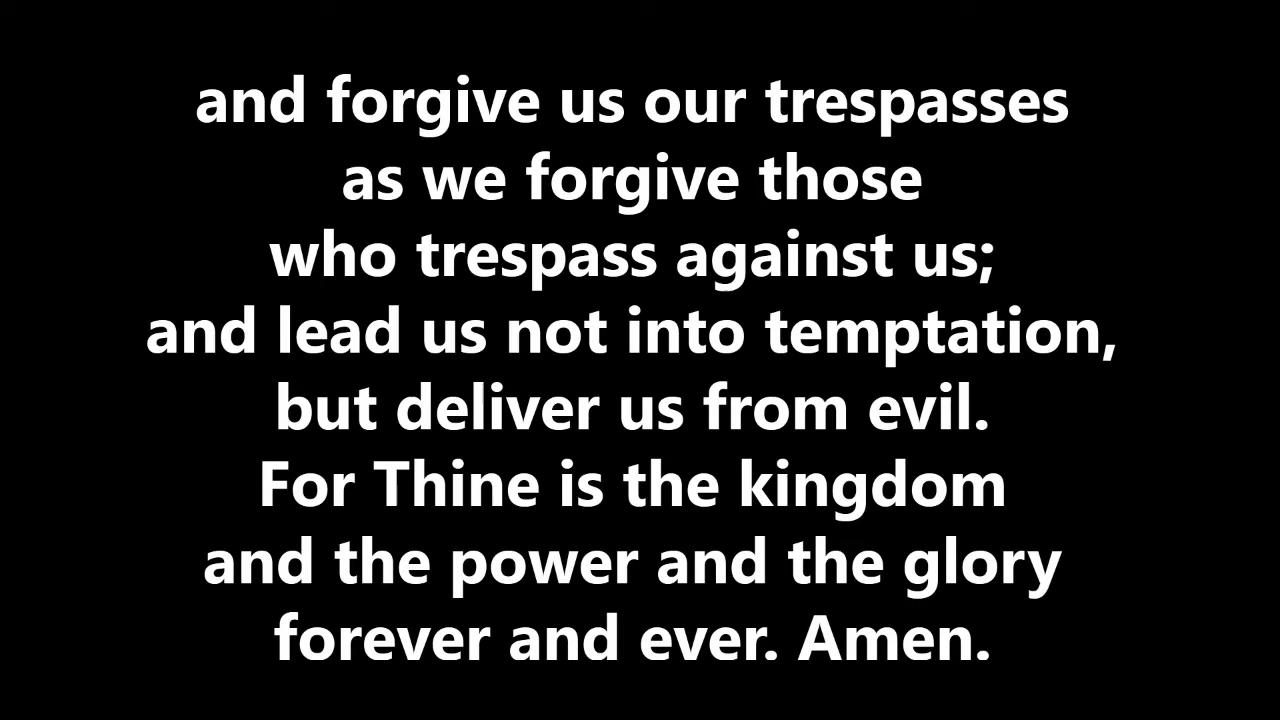 and forgive us our trespasses
as we forgive those
who trespass against us;
and lead us not into temptation,
but deliver us from evil.
For Thine is the kingdom
and the power and the glory
forever and ever. Amen.